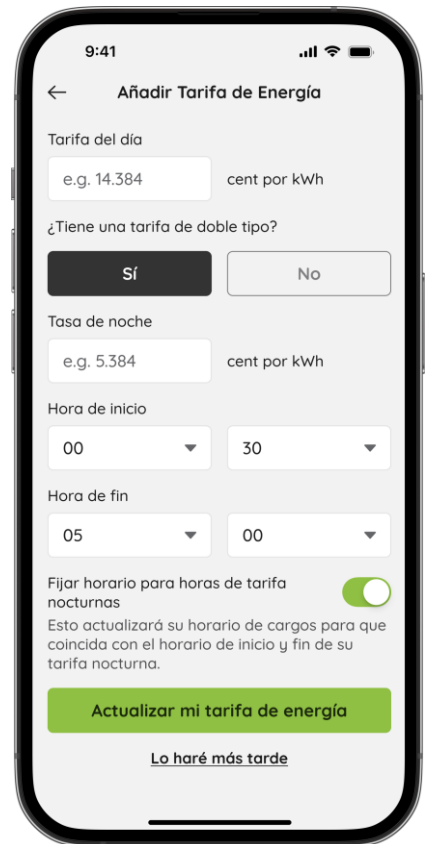 9:41
Añadir Tarifa de Energía
Tarifa del día
e.g. 14.384 cent por kWh
¿Tiene una tarifa de doble tipo?
Sí No
Tasa de noche
e.g. 5.384 cent por kWh
Hora de inicio
00 30
Hora de fin
05 00
Fijar horario para horas de tarifa
nocturnas
Esto actualizará su horario de cargos para que
coincida con el horario de inicio y fin de su
tarifa nocturna.
Actualizar mi tarifa de energía
Lo haré más tarde